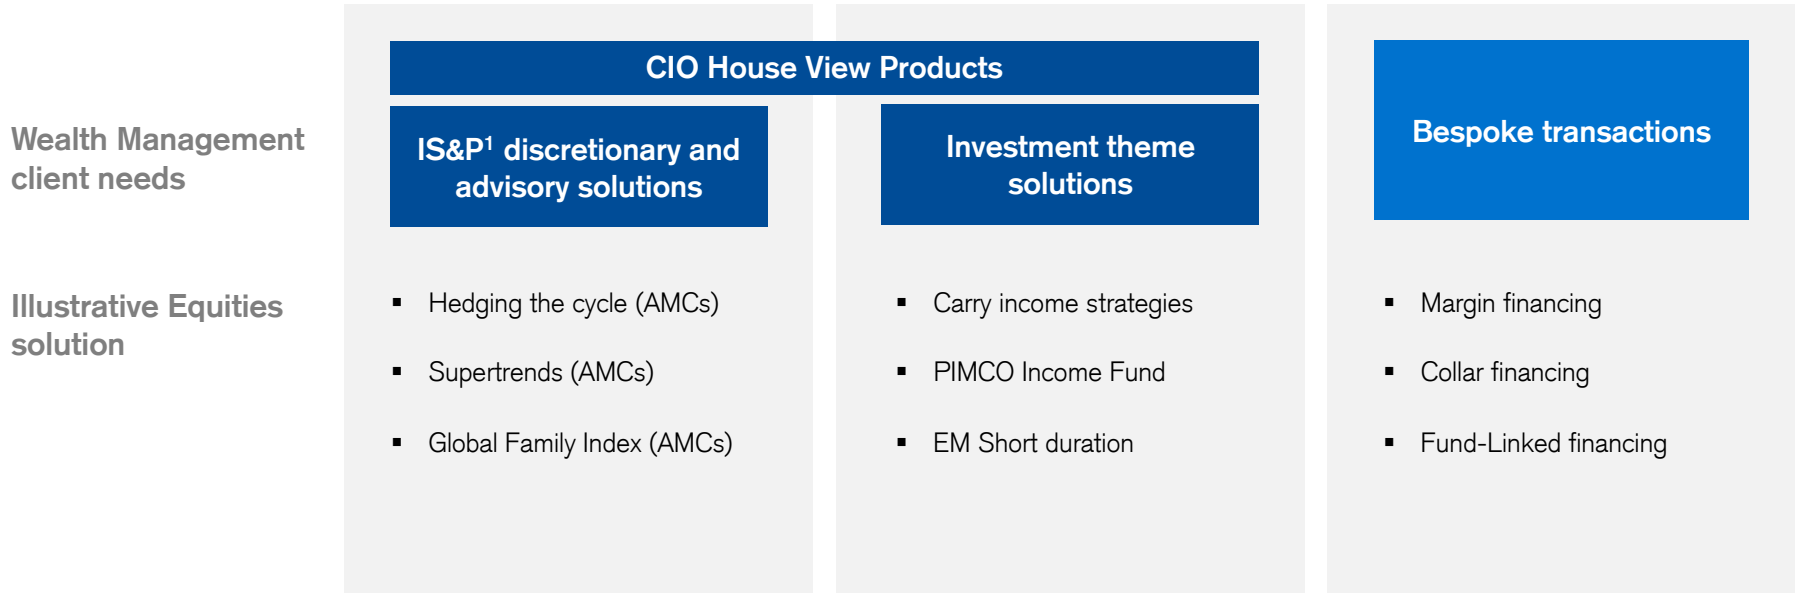 CIO House View Products
Wealth Management
client needs
IS&P¹ discretionary and
advisory solutions
Investment theme
solutions
Bespoke transactions
Illustrative Equities
solution
▪ Hedging the cycle (AMCs)
▪ Supertrends (AMCs)
▪ Global Family Index (AMCs)
▪ Carry income strategies
▪ PIMCO Income Fund
▪ EM Short duration
▪ Margin financing
▪ Collar financing
▪ Fund-Linked financing